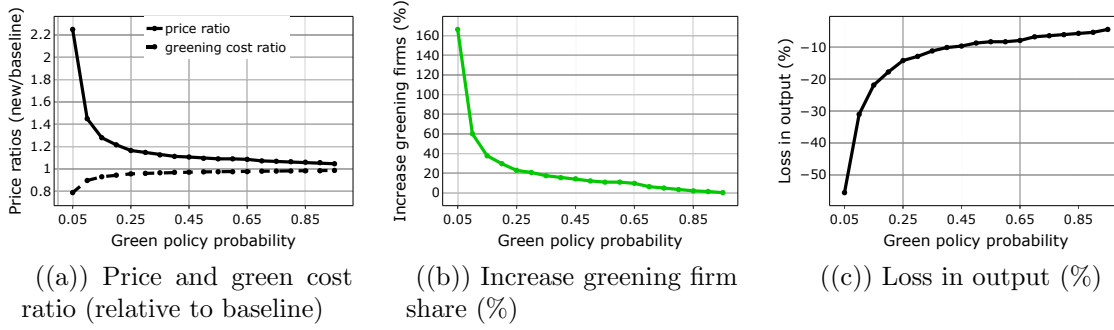 Price ratios (new/baseline)
2.2
2
1.8
1.6
1.4
1.2
1
0.8
price ratio
greening cost ratio
0.05 0.25 0.45 0.65 0.85
Green policy probability
((a)) Price and green cost
ratio (relative to baseline)
Increase greening firms (%)
160
140
120
100
80
60
40
20
0
0.05 0.25 0.45 0.65 0.85
Green policy probability
((b)) Increase greening firm
share (%)
Loss in output (%)
−10
−20
−30
−40
−50
0.05 0.25 0.45 0.65 0.85
Green policy probability
((c)) Loss in output (%)